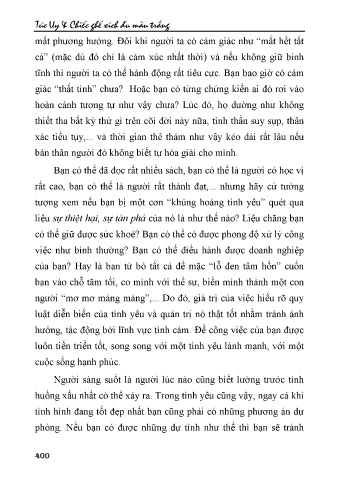 Túc Uy & Chiếc ghế xích đu màu trắng
mất phương hướng. Đôi khi người ta có cảm giác như “mất hết tất
cả” (mặc dù đó chỉ là cảm xúc nhất thời) và nếu không giữ bình
tĩnh thì người ta có thể hành động rất tiêu cực. Bạn bao giờ có cảm
giác “thất tình” chưa?  Hoặc bạn có từng chứng kiến ai đó rơi vào
hoàn cảnh tương tự như vậy chưa? Lúc đó, họ dường như không
thiết tha bất kỳ thứ gì trên cõi đời này nữa, tinh thần suy sụp, thân
xác tiều tụy,... và thời gian thê thảm như vậy kéo dài rất lâu nếu
bản thân người đó không biết tự hóa giải cho mình.
Bạn có thể đã đọc rất nhiều sách, bạn có thể là người có học vị
rất cao, bạn có thể là người rất thành đạt,... nhưng hãy cứ tưởng
tượng xem nếu bạn bị một cơn “khủng hoảng tình yêu” quét qua
liệu sự thiệt hại, sự tàn phá của nó là như thế nào? Liệu chăng bạn
có thể giữ được sức khoẻ? Bạn có thể có được phong độ xử lý công
việc như bình thường? Bạn có thể điều hành được doanh nghiệp
của bạn? Hay là bạn từ bỏ tất cả để mặc “lỗ đen tâm hồn” cuốn
bạn vào chỗ tăm tối, co mình với thế sự, biến mình thành một con
người “mơ mơ màng màng”,... Do đó, giá trị của việc hiểu rõ quy
luật diễn biến của tình yêu và quản trị nó thật tốt nhằm tránh ảnh
hưởng, tác động bởi lĩnh vực tình cảm. Để công việc của bạn được
luôn tiến triển tốt, song song với một tình yêu lành mạnh, với một
cuộc sống hạnh phúc.
Người sáng suốt là người lúc nào cũng biết lường trước tình
huống xấu nhất có thể xảy ra. Trong tình yêu cũng vậy, ngay cả khi
tình hình đang tốt đẹp nhất bạn cũng phải có những phương án dự
phòng. Nếu bạn có được những dự tính như thế thì bạn sẽ tránh
400